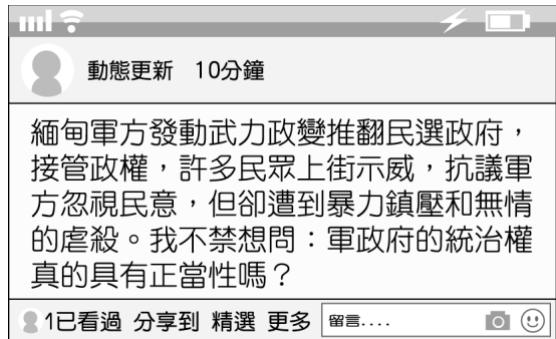 動態更新 10分鐘
緬甸軍方發動武力政變推翻民選政府，
接管政權，許多民眾上街示威，抗議軍
方忽視民意，但卻遭到暴力鎮壓和無情
的虐殺。我不禁想問：軍政府的統治權
真的具有正當性嗎？
1已看過 分享到 精選 更多 留言....